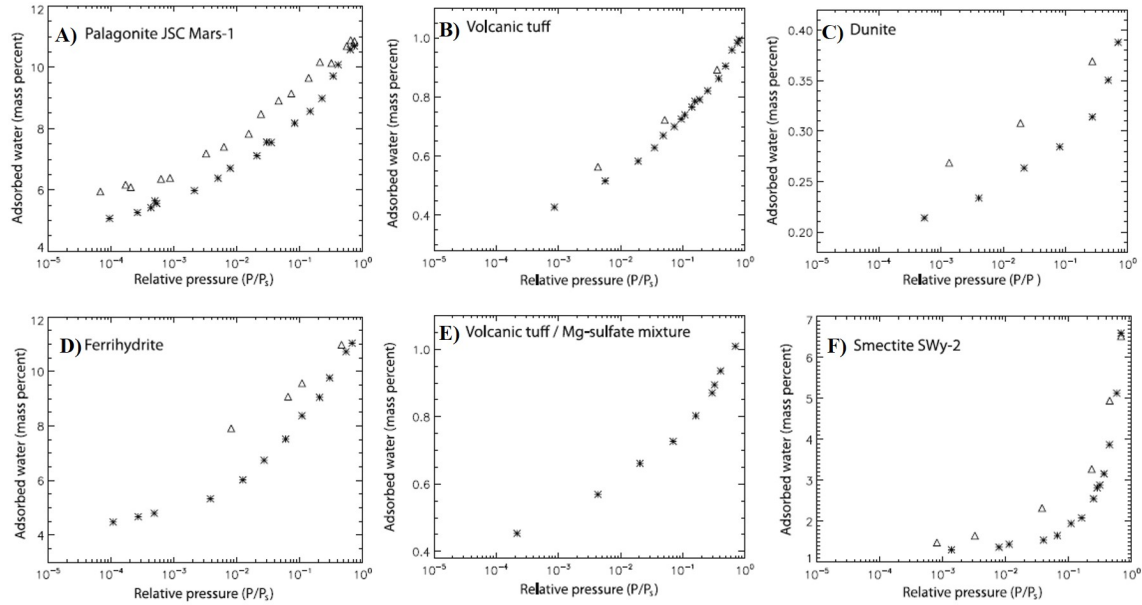 A) Palagonite JSC Mars-1
Adsorbed water (mass percent)
12
10
8
6
4
10⁻⁵ 10⁻⁴ 10⁻³ 10⁻² 10⁻¹ 10⁰
Relative pressure (P/Pₛ)
B) Volcanic tuff
Adsorbed water (mass percent)
1.0
0.8
0.6
0.4
10⁻⁵ 10⁻⁴ 10⁻³ 10⁻² 10⁻¹ 10⁰
Relative pressure (P/Pₛ)
C) Dunite
Adsorbed water (mass percent)
0.40
0.35
0.30
0.25
0.20
10⁻⁵ 10⁻⁴ 10⁻³ 10⁻² 10⁻¹ 10⁰
Relative pressure (P/P )
D) Ferrihydrite
Adsorbed water (mass percent)
12
10
8
6
4
10⁻⁵ 10⁻⁴ 10⁻³ 10⁻² 10⁻¹ 10⁰
Relative pressure (P/Pₛ)
E) Volcanic tuff / Mg-sulfate mixture
Adsorbed water (mass percent)
1.0
0.8
0.6
0.4
10⁻⁵ 10⁻⁴ 10⁻³ 10⁻² 10⁻¹ 10⁰
Relative pressure (P/Pₛ)
F) Smectite SWy-2
Adsorbed water (mass percent)
7
6
5
4
3
2
1
10⁻⁵ 10⁻⁴ 10⁻³ 10⁻² 10⁻¹ 10⁰
Relative pressure (P/Pₛ)